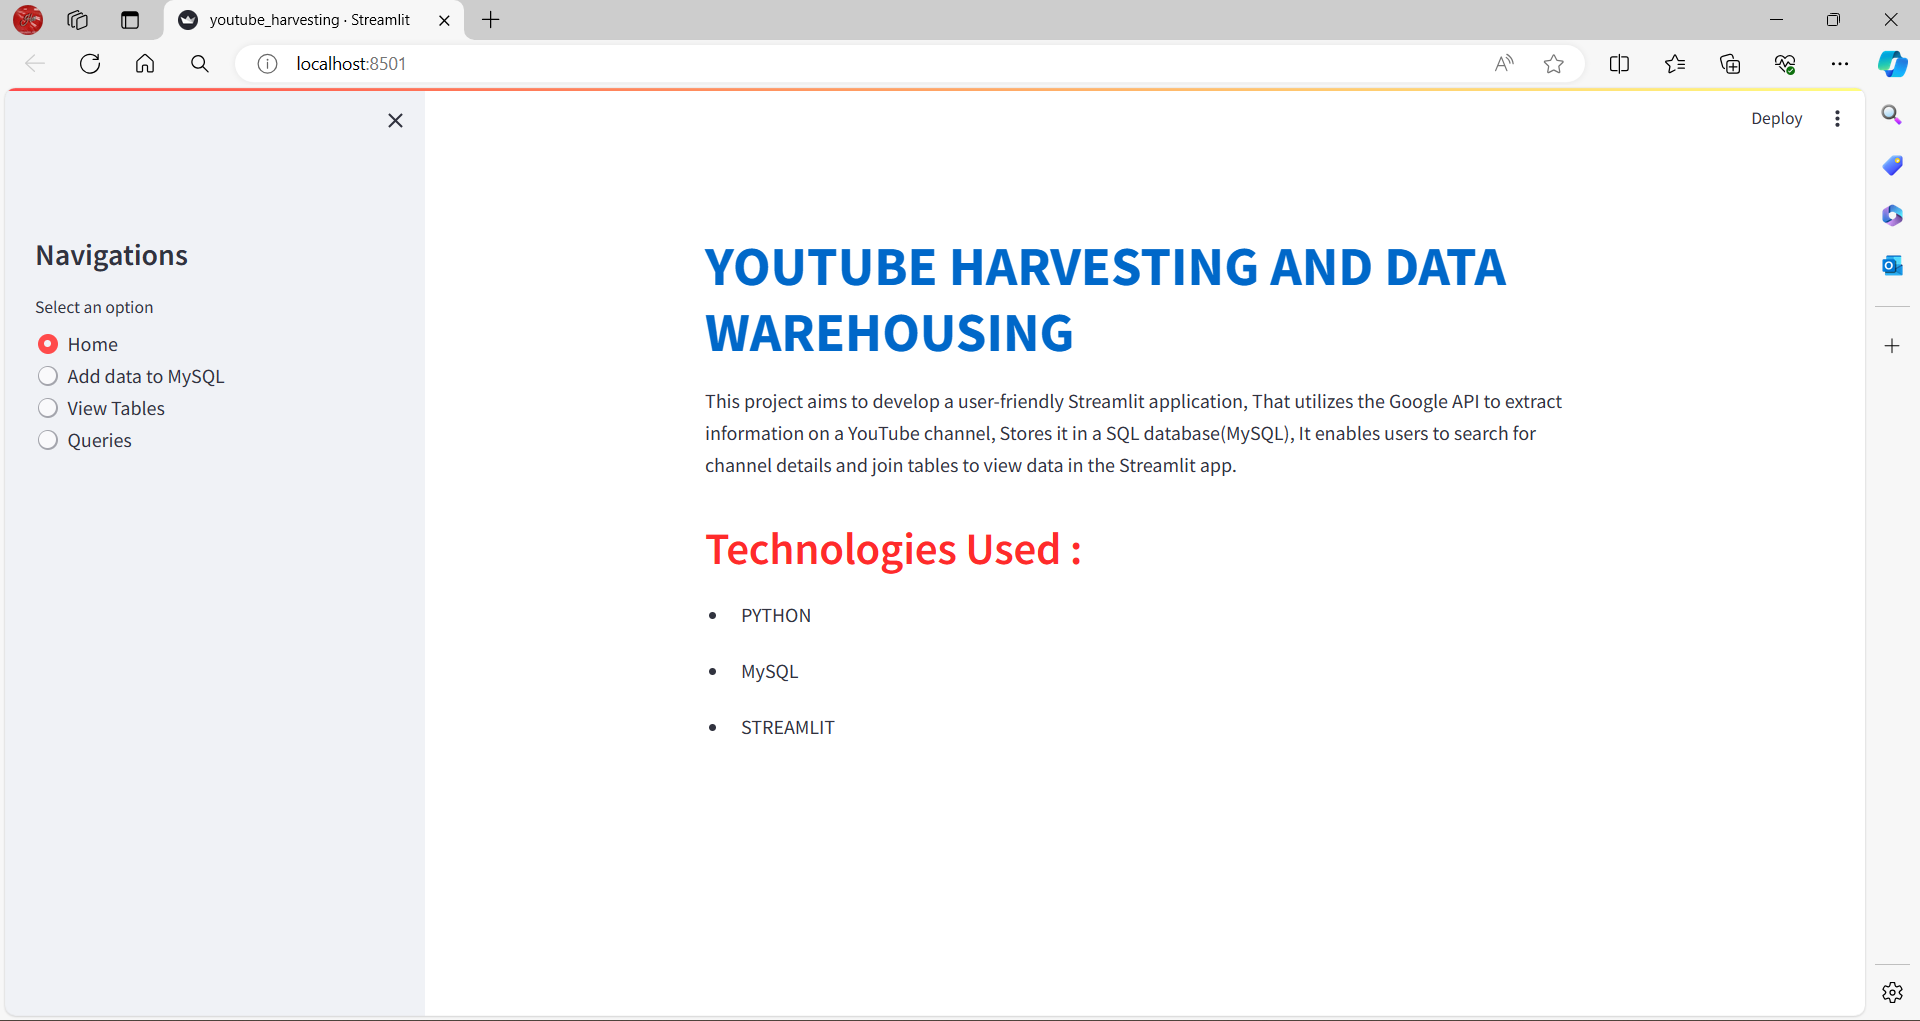 youtube_harvesting · Streamlit
localhost:8501
Deploy
Navigations
Select an option
Home
Add data to MySQL
View Tables
Queries
YOUTUBE HARVESTING AND DATA
WAREHOUSING
This project aims to develop a user-friendly Streamlit application, That utilizes the Google API to extract
information on a YouTube channel, Stores it in a SQL database(MySQL), It enables users to search for
channel details and join tables to view data in the Streamlit app.
Technologies Used :
• PYTHON
• MySQL
• STREAMLIT